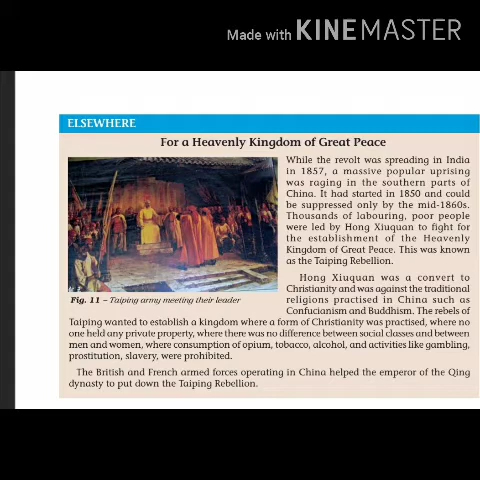 Made with KINEMASTER
ELSEWHERE
For a Heavenly Kingdom of Great Peace
While the revolt was spreading in India
in 1857, a massive popular uprising
was raging in the southern parts of
China. It had started in 1850 and could
be suppressed only by the mid-1860s.
Thousands of labouring, poor people
were led by Hong Xiuquan to fight for
the establishment of the Heavenly
Kingdom of Great Peace. This was known
as the Taiping Rebellion.
Fig. 11 – Taiping army meeting their leader
Hong Xiuquan was a convert to
Christianity and was against the traditional
religions practised in China such as
Confucianism and Buddhism. The rebels of
Taiping wanted to establish a kingdom where a form of Christianity was practised, where no
one held any private property, where there was no difference between social classes and between
men and women, where consumption of opium, tobacco, alcohol, and activities like gambling,
prostitution, slavery, were prohibited.
The British and French armed forces operating in China helped the emperor of the Qing
dynasty to put down the Taiping Rebellion.